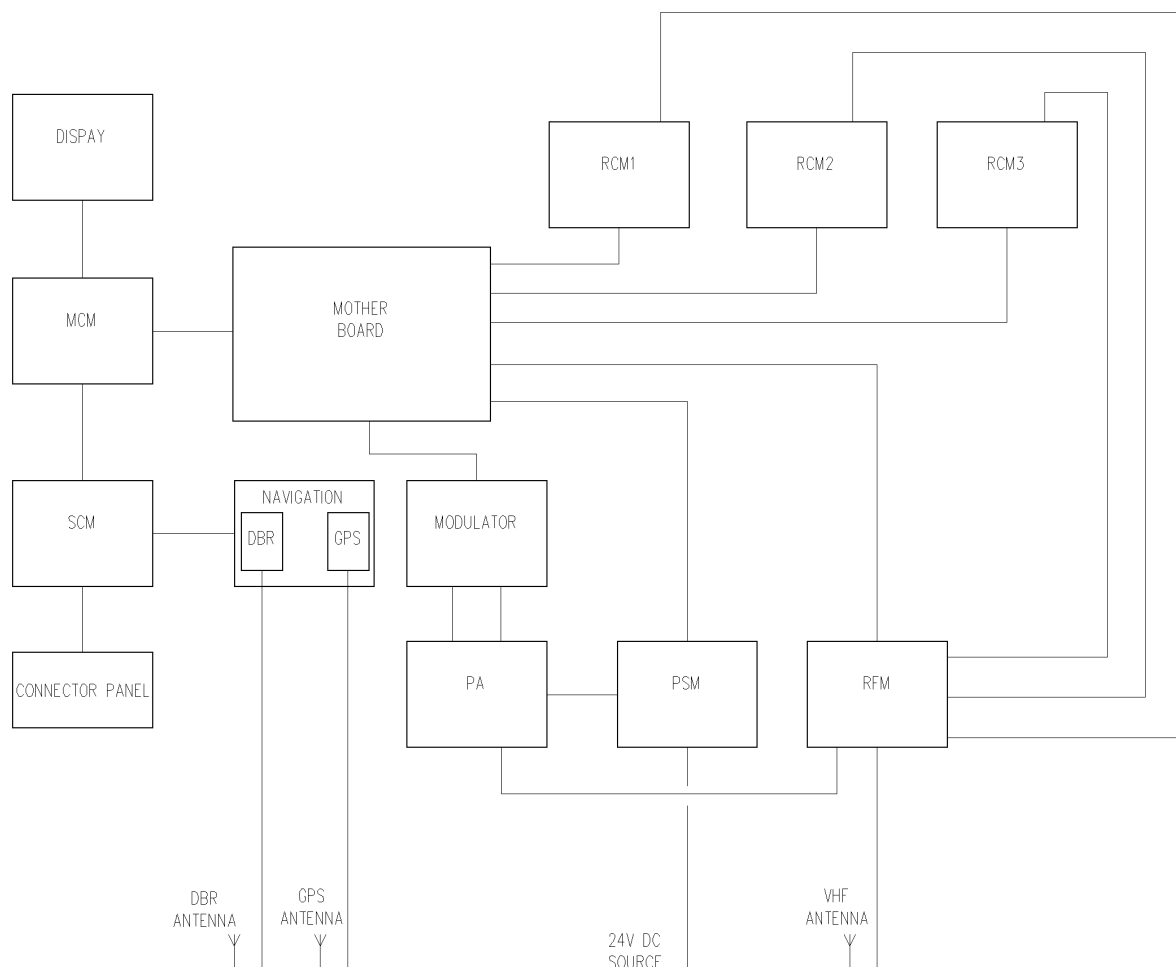 DISPAY
RCM1
RCM2
RCM3
MCM
MOTHER
BOARD
SCM
NAVIGATION
DBR
GPS
MODULATOR
CONNECTOR PANEL
PA
PSM
RFM
DBR
ANTENNA
GPS
ANTENNA
24V DC
SOURCE
VHF
ANTENNA